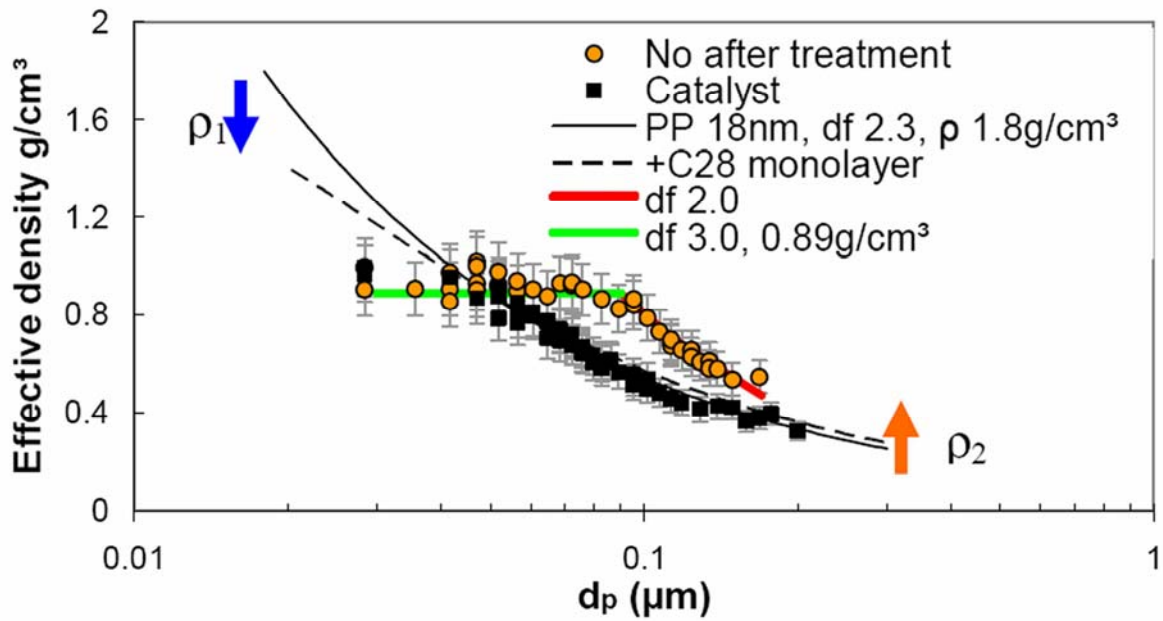 Effective density g/cm³
2
1.6
1.2
0.8
0.4
0
ρ1
No after treatment
Catalyst
PP 18nm, df 2.3, ρ 1.8g/cm³
+C28 monolayer
df 2.0
df 3.0, 0.89g/cm³
ρ2
0.01
0.1
1
dp (μm)